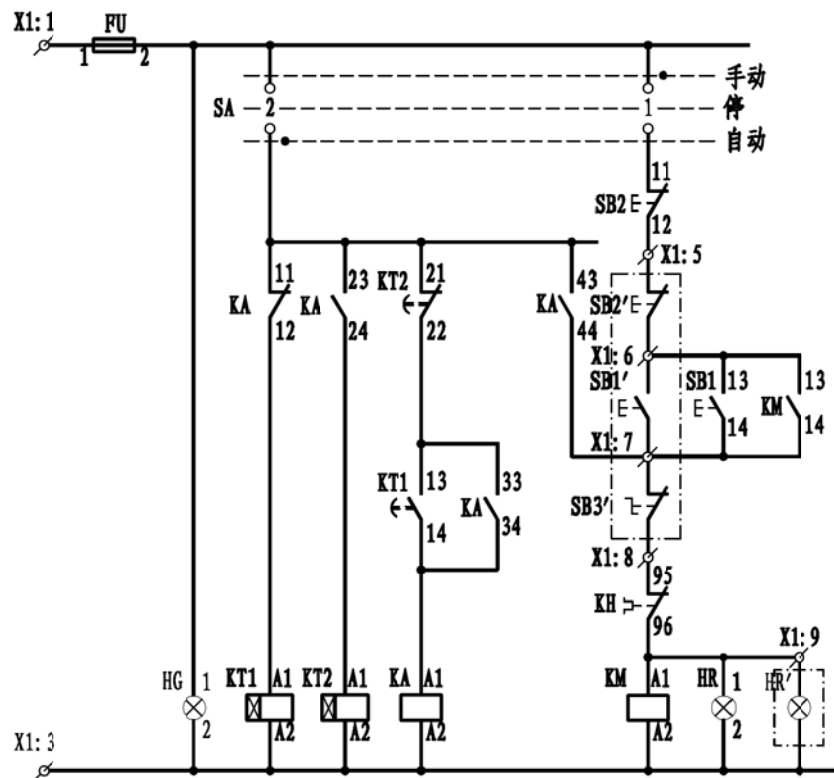 X1: 1 FU
1 2
手动
SA 2 1 停
自动
11
SB2
12
X1: 5
11 23 KT2 21 43
KA KA KA SB2′
12 24 22 44
X1: 6
SB1′ SB1 13 13
KM
14 14
X1: 7
KT1 13 33
KA SB3′
14 34
X1: 8
95
KH
96
X1: 9
HG 1 KT1 A1 KT2 A1 KA A1 KM A1 HR 1 HR′
2 A2 A2 A2 A2 2
X1: 3